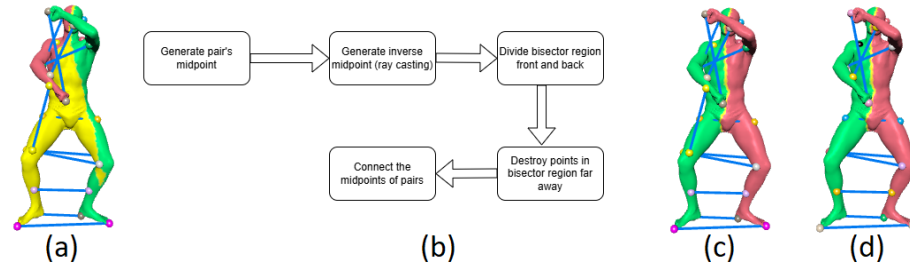 Generate pair's
midpoint
Generate inverse
midpoint (ray casting)
Divide bisector region
front and back
Connect the
midpoints of pairs
Destroy points in
bisector region far
away
(a)
(b)
(c)
(d)